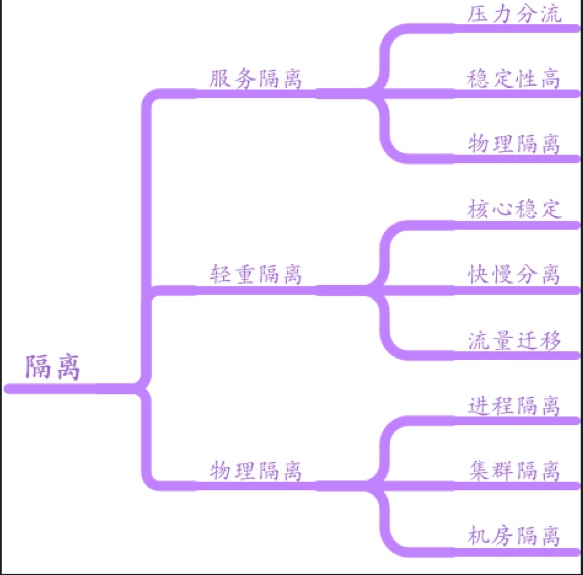 隔离
服务隔离
压力分流
稳定性高
物理隔离
轻重隔离
核心稳定
快慢分离
流量迁移
物理隔离
进程隔离
集群隔离
机房隔离